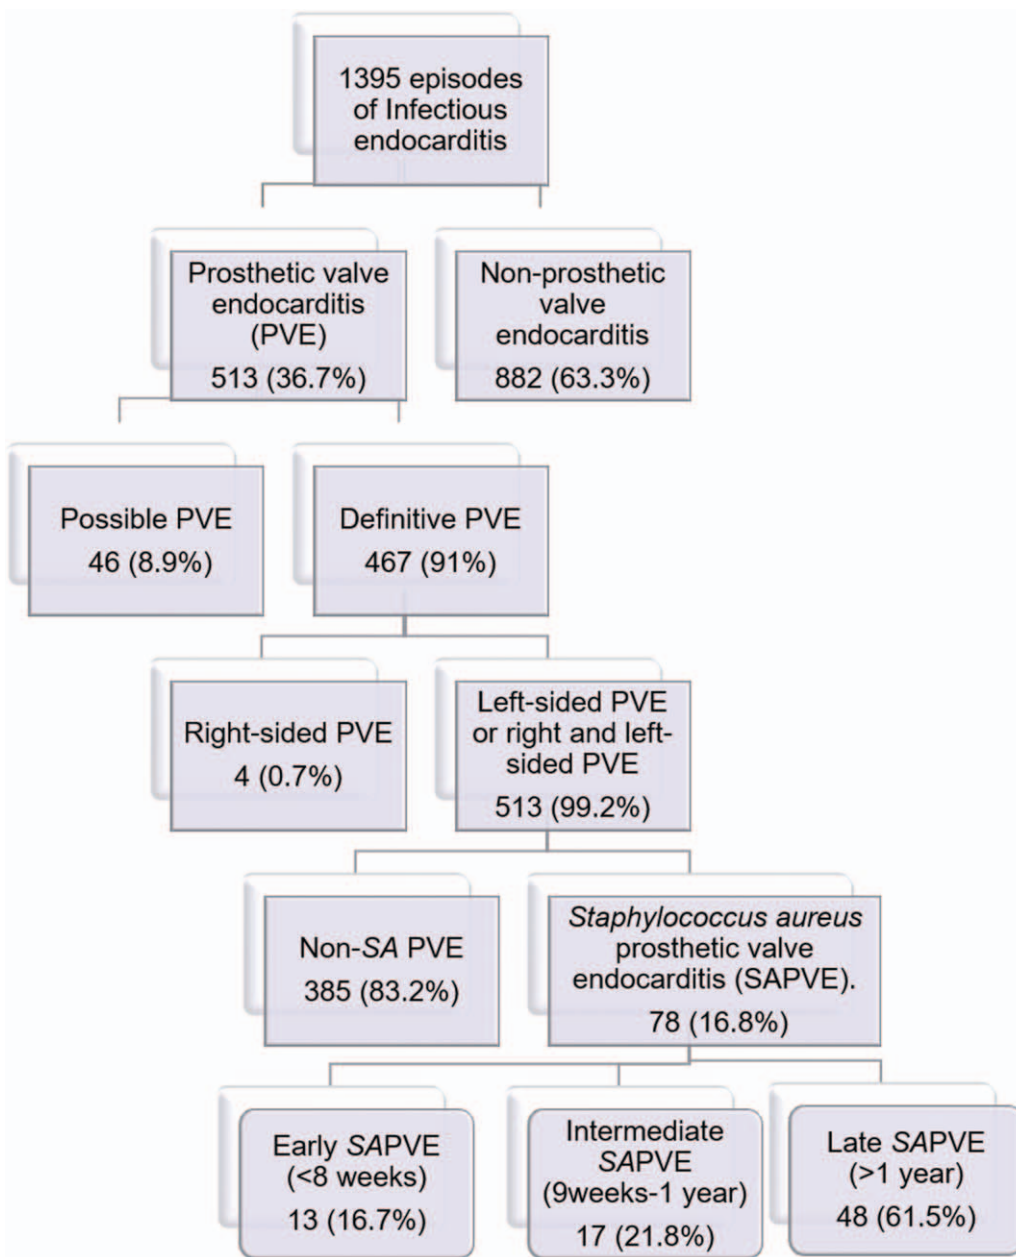 1395 episodes
of Infectious
endocarditis
Prosthetic valve
endocarditis
(PVE)
513 (36.7%)
Non-prosthetic
valve
endocarditis
882 (63.3%)
Possible PVE
46 (8.9%)
Definitive PVE
467 (91%)
Right-sided PVE
4 (0.7%)
Left-sided PVE
or right and left-
sided PVE
513 (99.2%)
Non-SA PVE
385 (83.2%)
Staphylococcus aureus
prosthetic valve
endocarditis (SAPVE).
78 (16.8%)
Early SAPVE
(<8 weeks)
13 (16.7%)
Intermediate
SAPVE
(9weeks-1 year)
17 (21.8%)
Late SAPVE
(>1 year)
48 (61.5%)